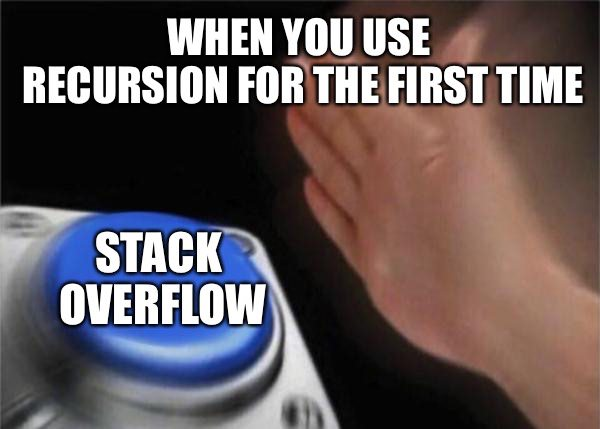 WHEN YOU USE
RECURSION FOR THE FIRST TIME
STACK
OVERFLOW